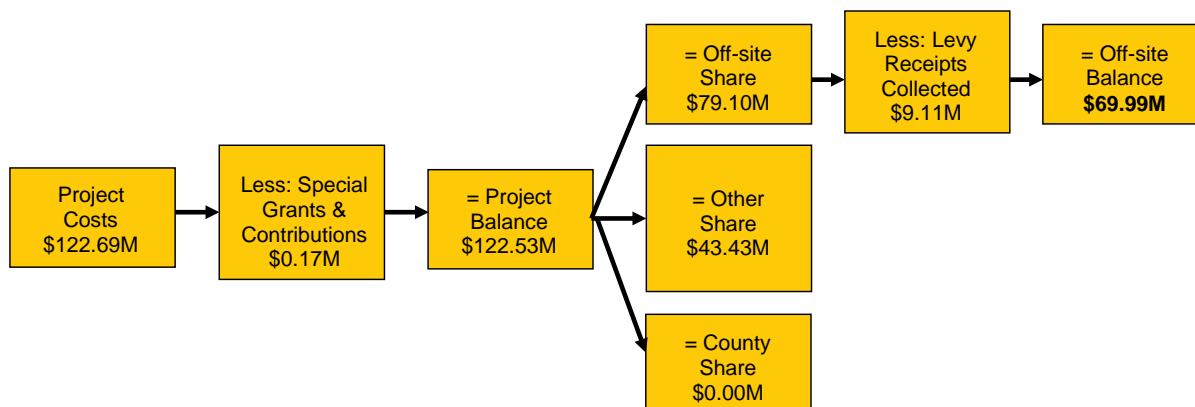 Project
Costs
$122.69M
Less: Special
Grants &
Contributions
$0.17M
= Project
Balance
$122.53M
= Off-site
Share
$79.10M
Less: Levy
Receipts
Collected
$9.11M
= Off-site
Balance
$69.99M
= Other
Share
$43.43M
= County
Share
$0.00M